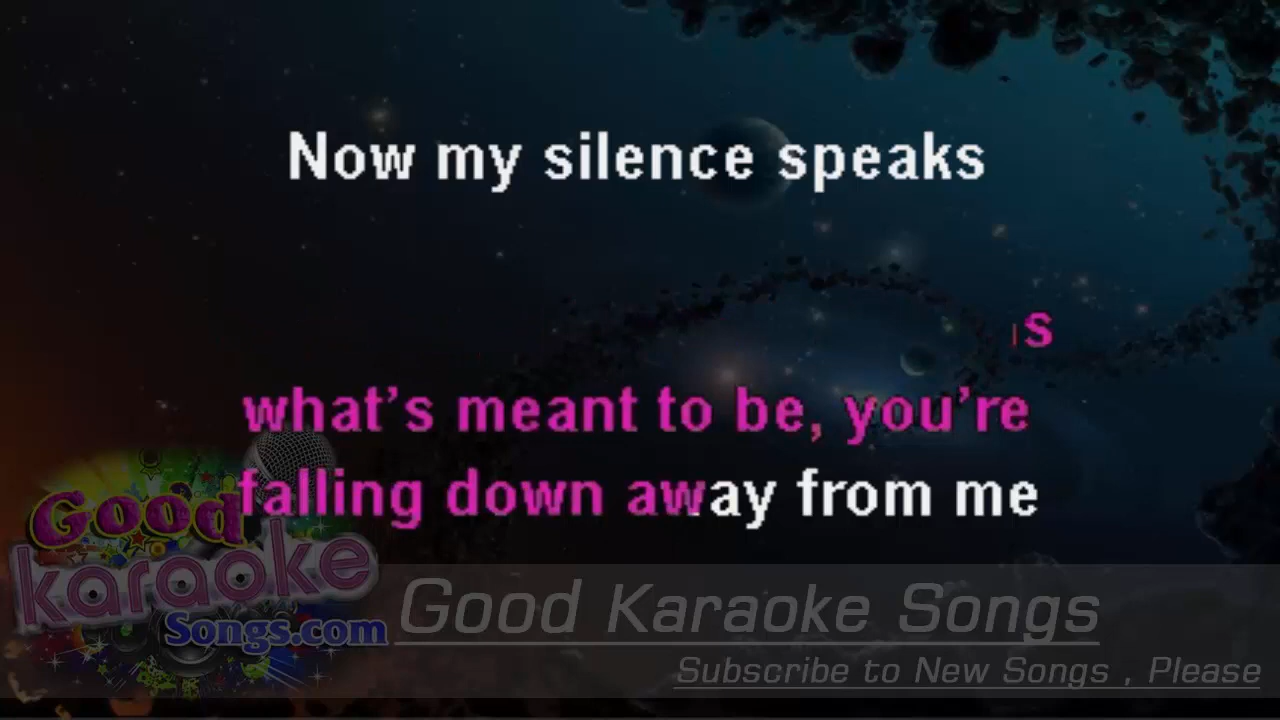 Now my silence speaks
s
what's meant to be, you're
falling down away from me
Good
karaoke
Songs.com
Good Karaoke Songs
Subscribe to New Songs , Please